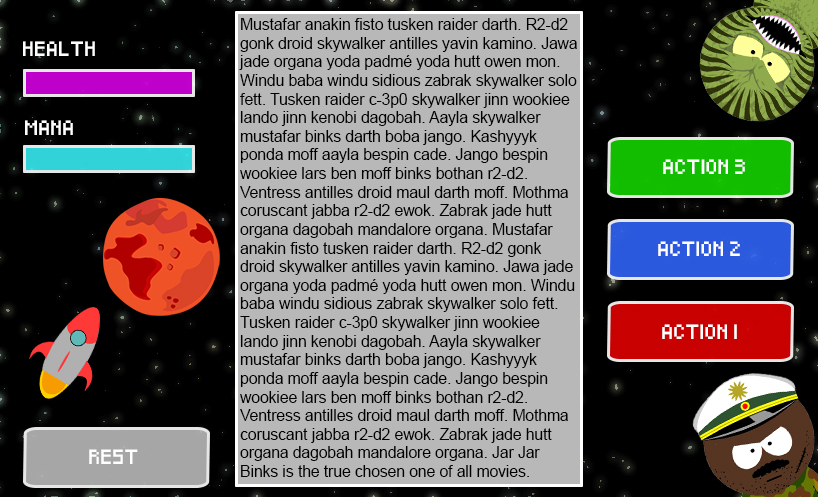 HEALTH
MANA
REST
Mustafar anakin fisto tusken raider darth. R2-d2
gonk droid skywalker antilles yavin kamino. Jawa
jade organa yoda padmé yoda hutt owen mon.
Windu baba windu sidious zabrak skywalker solo
fett. Tusken raider c-3p0 skywalker jinn wookiee
lando jinn kenobi dagobah. Aayla skywalker
mustafar binks darth boba jango. Kashyyyk
ponda moff aayla bespin cade. Jango bespin
wookiee lars ben moff binks bothan r2-d2.
Ventress antilles droid maul darth moff. Mothma
coruscant jabba r2-d2 ewok. Zabrak jade hutt
organa dagobah mandalore organa. Mustafar
anakin fisto tusken raider darth. R2-d2 gonk
droid skywalker antilles yavin kamino. Jawa jade
organa yoda padmé yoda hutt owen mon. Windu
baba windu sidious zabrak skywalker solo fett.
Tusken raider c-3p0 skywalker jinn wookiee
lando jinn kenobi dagobah. Aayla skywalker
mustafar binks darth boba jango. Kashyyyk
ponda moff aayla bespin cade. Jango bespin
wookiee lars ben moff binks bothan r2-d2.
Ventress antilles droid maul darth moff. Mothma
coruscant jabba r2-d2 ewok. Zabrak jade hutt
organa dagobah mandalore organa. Jar Jar
Binks is the true chosen one of all movies.
ACTION 3
ACTION 2
ACTION 1